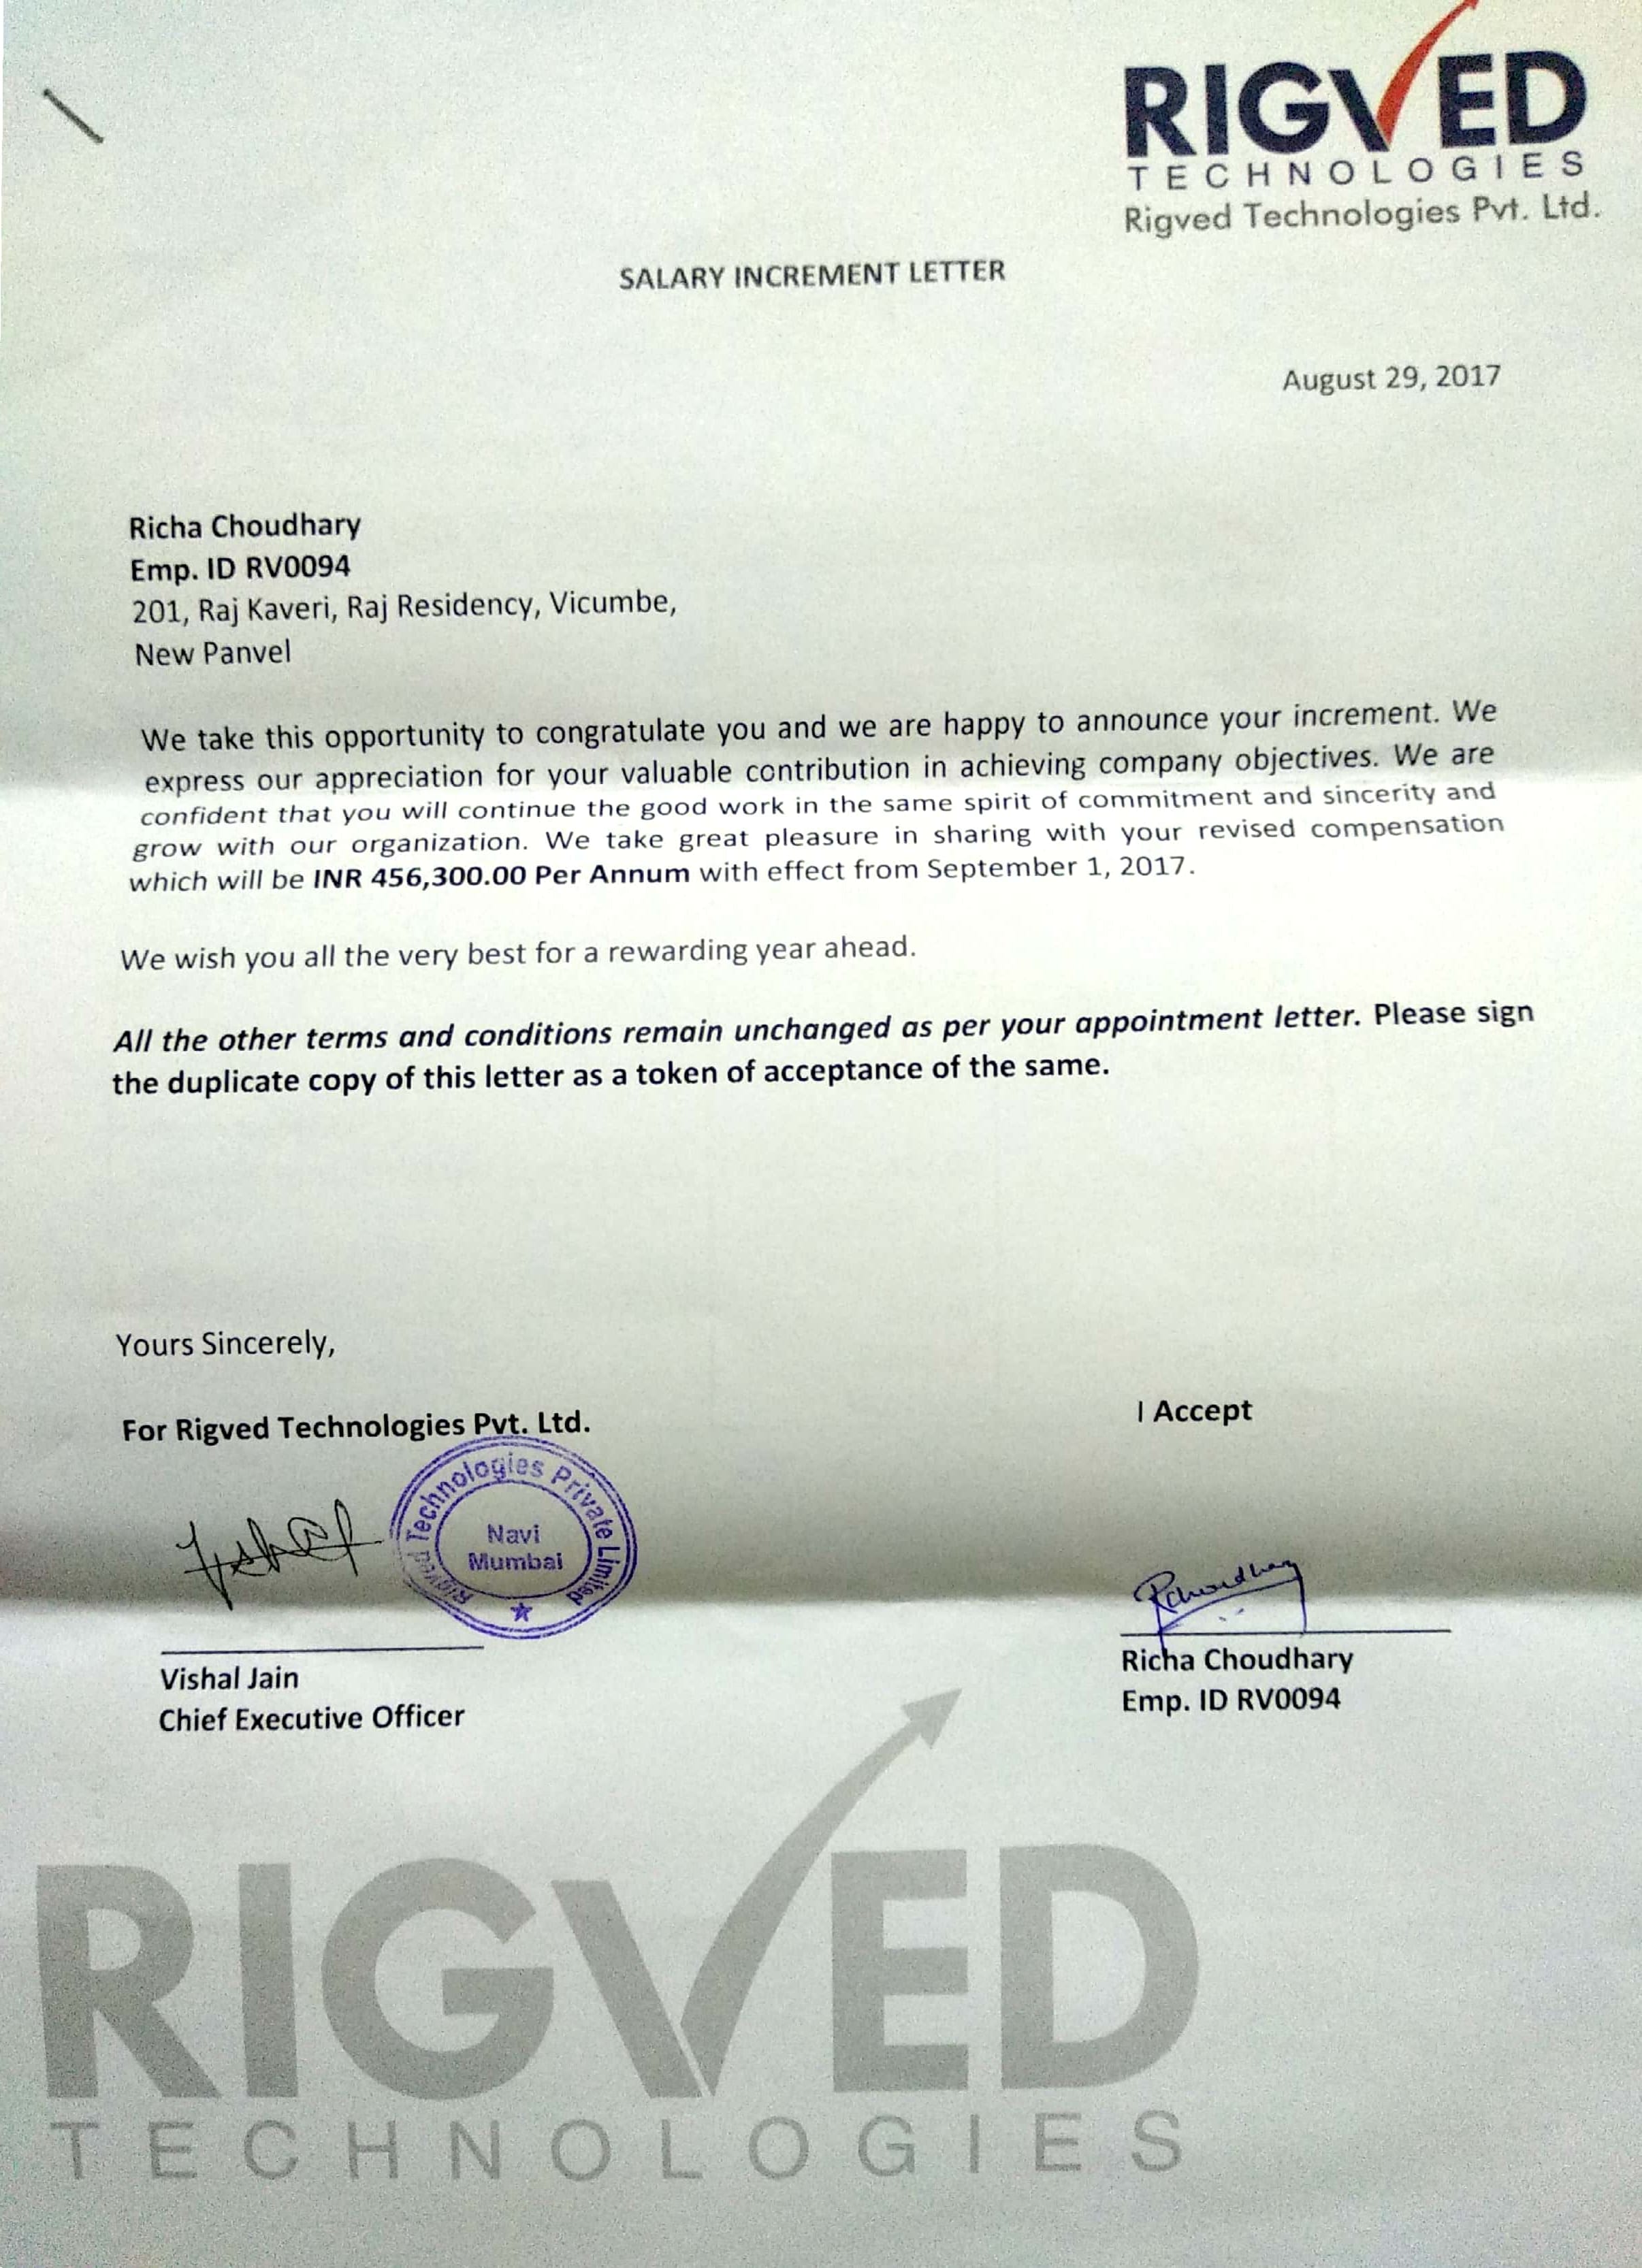 RIGVED
TECHNOLOGIES
Rigved Technologies Pvt. Ltd.
SALARY INCREMENT LETTER
August 29, 2017
Richa Choudhary
Emp. ID RV0094
201, Raj Kaveri, Raj Residency, Vicumbe,
New Panvel
We take this opportunity to congratulate you and we are happy to announce your increment. We
express our appreciation for your valuable contribution in achieving company objectives. We are
confident that you will continue the good work in the same spirit of commitment and sincerity and
grow with our organization. We take great pleasure in sharing with your revised compensation
which will be INR 456,300.00 Per Annum with effect from September 1, 2017.
We wish you all the very best for a rewarding year ahead.
All the other terms and conditions remain unchanged as per your appointment letter. Please sign
the duplicate copy of this letter as a token of acceptance of the same.
Yours Sincerely,
For Rigved Technologies Pvt. Ltd.
I Accept
Rigved Technologies Private Limited
Navi
Mumbai
Vishal
RChoudhary
Vishal Jain
Chief Executive Officer
Richa Choudhary
Emp. ID RV0094
RIGVED
TECHNOLOGIES